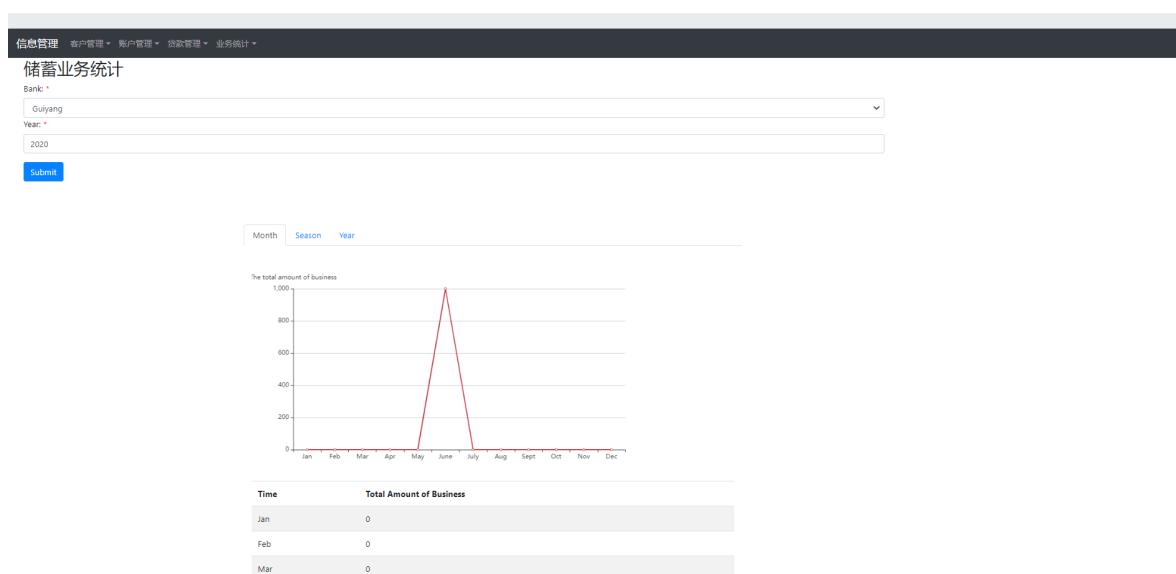 信息管理 客户管理 账户管理 贷款管理 业务统计
储蓄业务统计
Bank: *
Guiyang
Year: *
2020
Submit
Month Season Year
The total amount of business
1,000
800
600
400
200
0
Jan Feb Mar Apr May June July Aug Sept Oct Nov Dec
Time Total Amount of Business
Jan 0
Feb 0
Mar 0